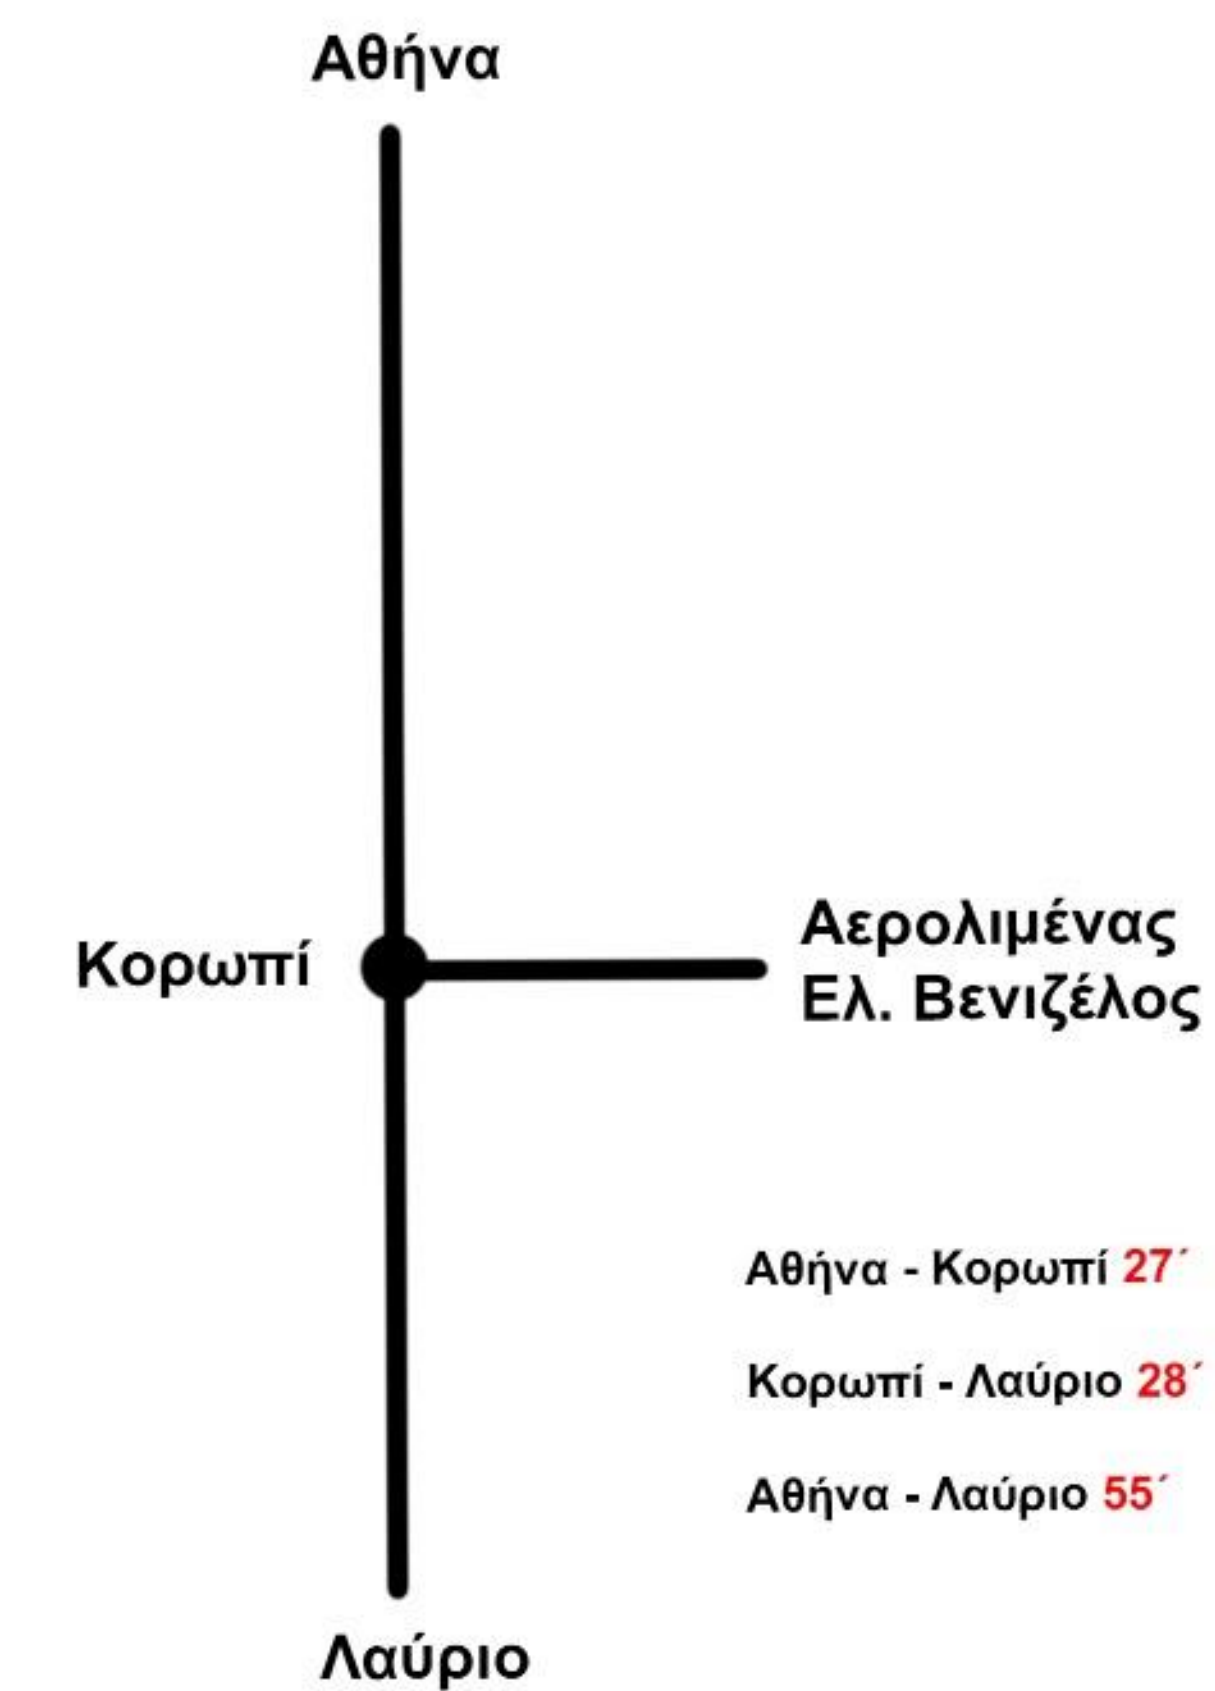 Αθήνα
Κορωπί
Αερολιμένας
Ελ. Βενιζέλος
Αθήνα - Κορωπί 27΄
Κορωπί - Λαύριο 28΄
Αθήνα - Λαύριο 55΄
Λαύριο